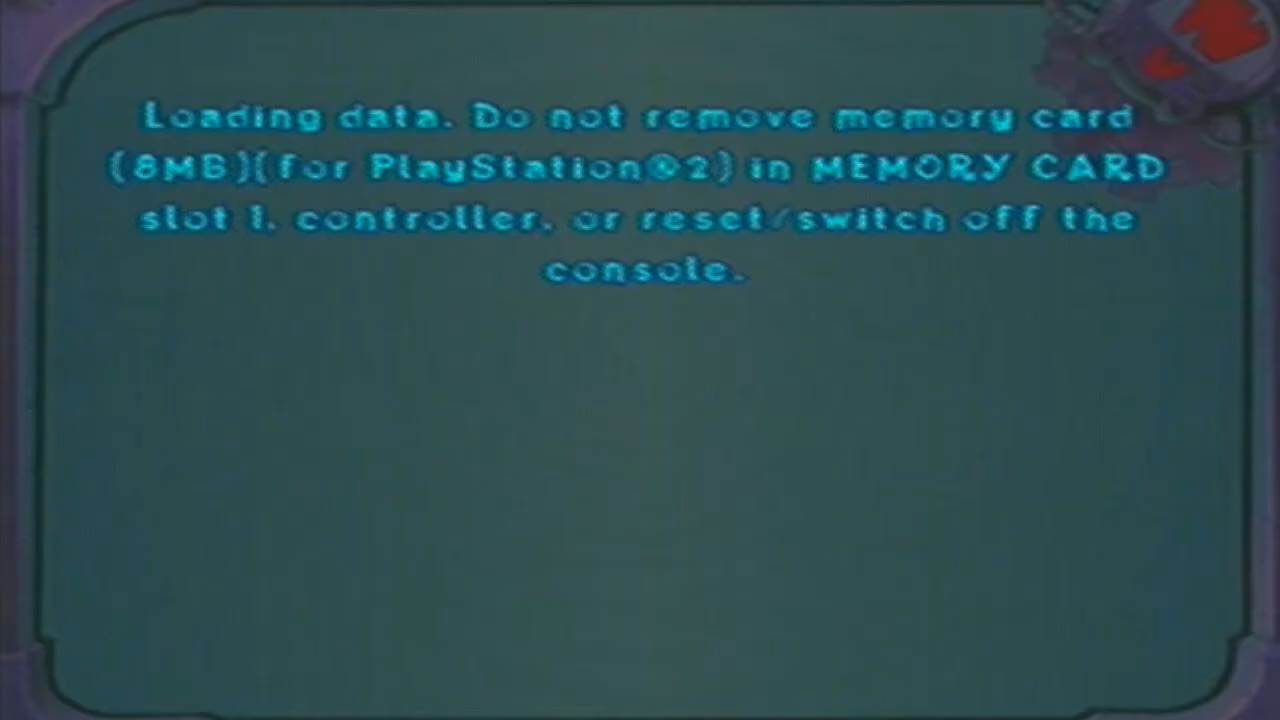 Loading data. Do not remove memory card
(8MB)(for PlayStation®2) in MEMORY CARD
slot 1, controller, or reset/switch off the
console.